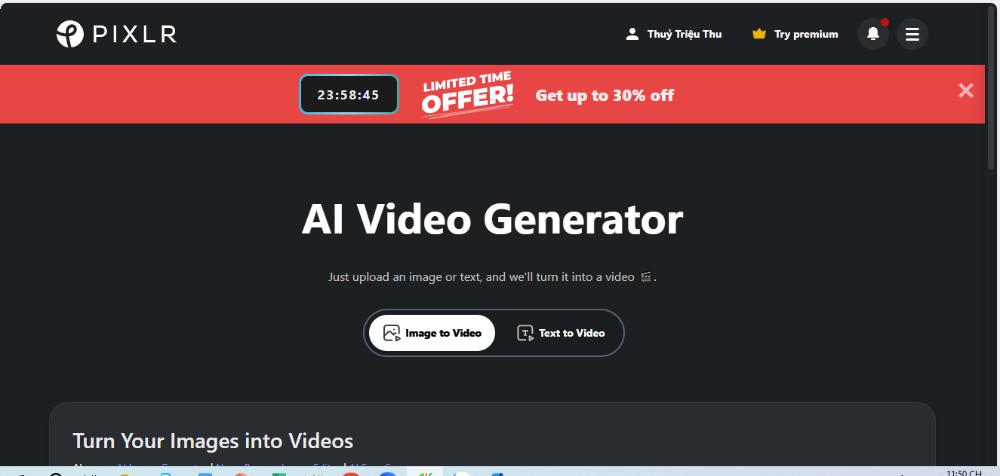 PIXLR
Thuỷ Triệu Thu
Try premium
23:58:45
LIMITED TIME
OFFER!
Get up to 30% off
AI Video Generator
Just upload an image or text, and we'll turn it into a video 🎬.
Image to Video
Text to Video
Turn Your Images into Videos
11:50 CH